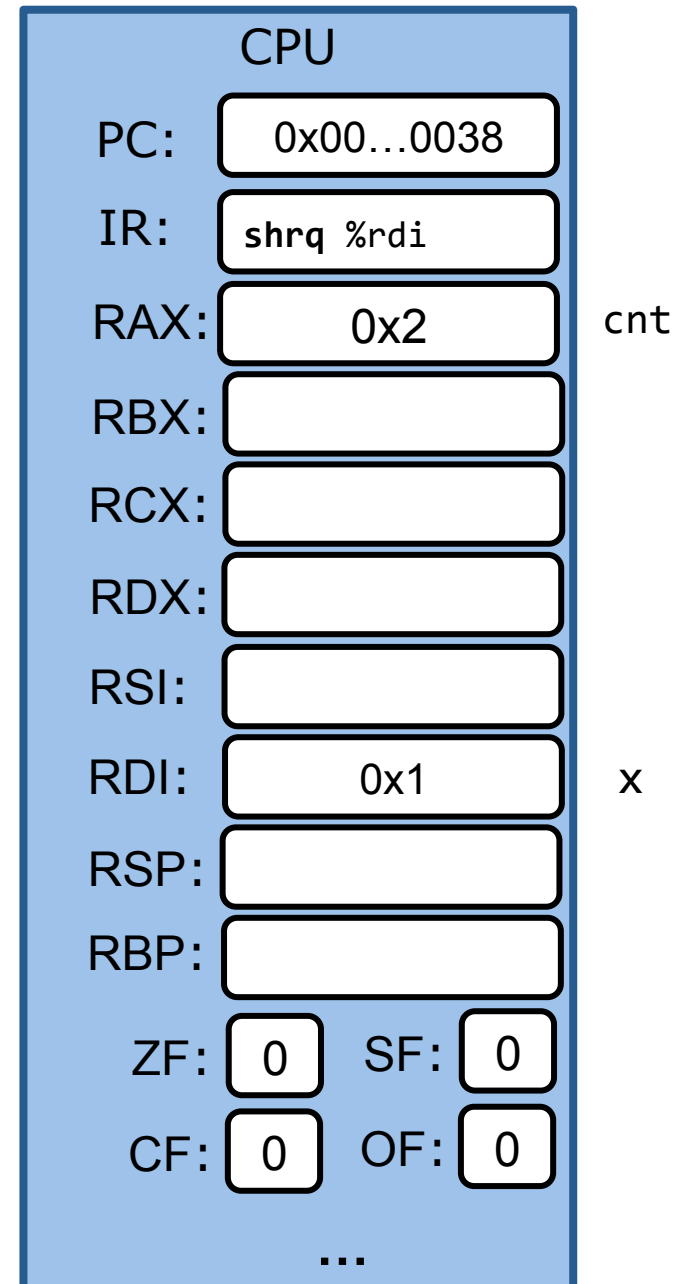 CPU
PC: 0x00...0038
IR: shrq %rdi
RAX: 0x2 cnt
RBX:
RCX:
RDX:
RSI:
RDI: 0x1 x
RSP:
RBP:
ZF: 0 SF: 0
CF: 0 OF: 0
...